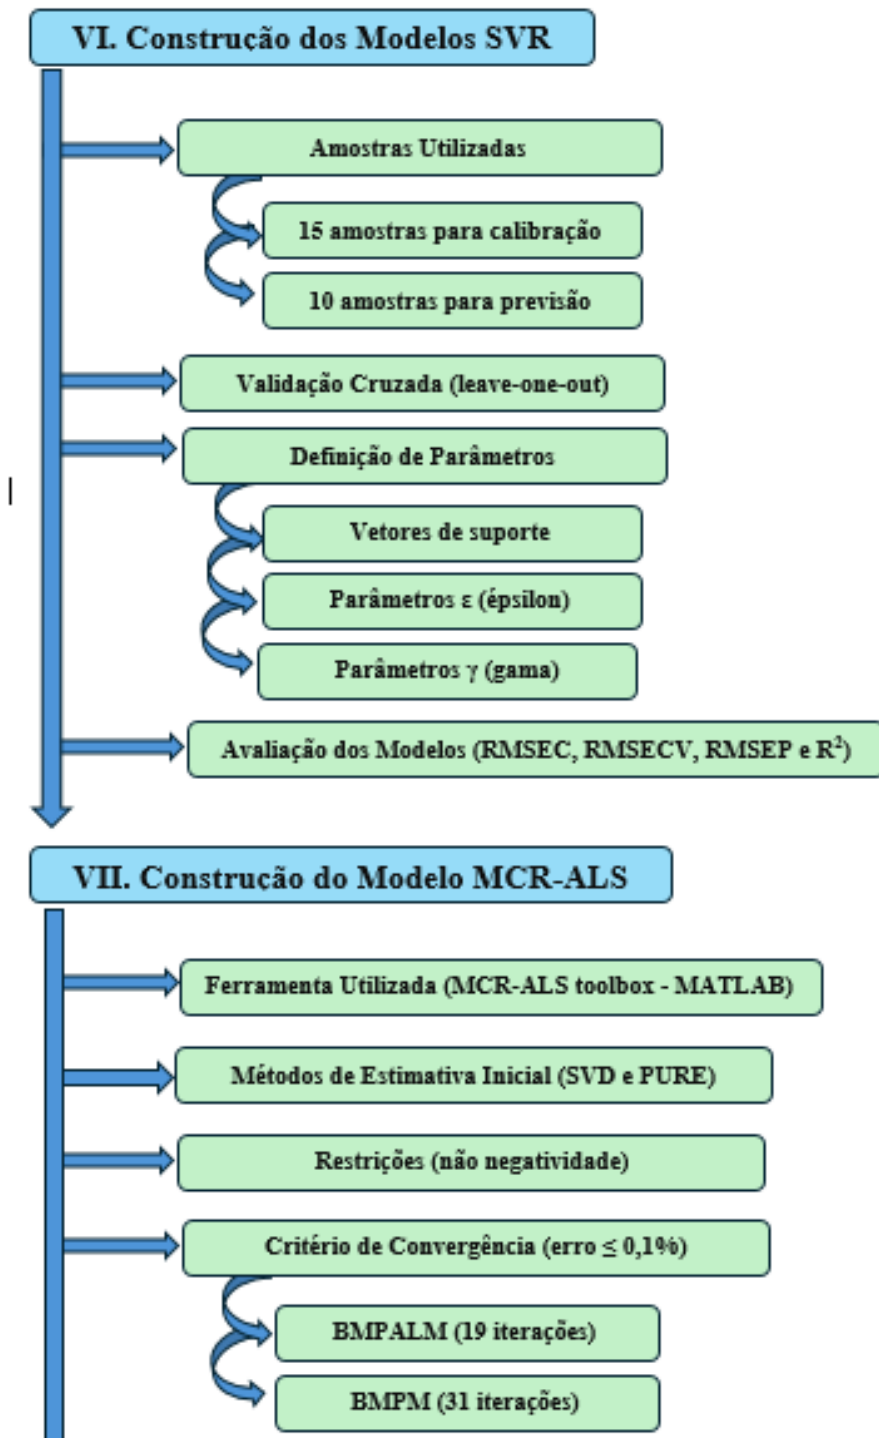 VI. Construção dos Modelos SVR
Amostras Utilizadas
15 amostras para calibração
10 amostras para previsão
Validação Cruzada (leave-one-out)
Definição de Parâmetros
Vetores de suporte
Parâmetros ε (épsilon)
Parâmetros γ (gama)
Avaliação dos Modelos (RMSEC, RMSECV, RMSEP e R²)
VII. Construção do Modelo MCR-ALS
Ferramenta Utilizada (MCR-ALS toolbox - MATLAB)
Métodos de Estimativa Inicial (SVD e PURE)
Restrições (não negatividade)
Critério de Convergência (erro ≤ 0,1%)
BMPALM (19 iterações)
BMPM (31 iterações)